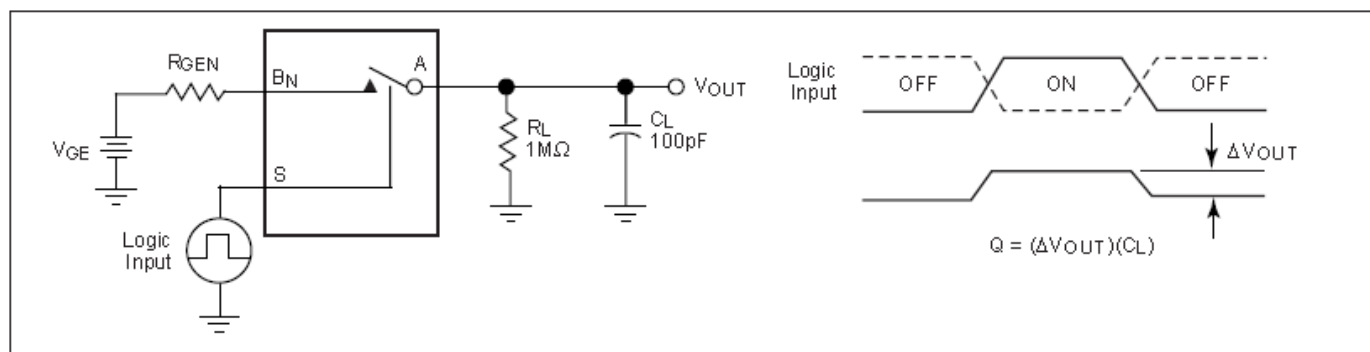 RGEN
BN
A
VOUT
VGE
RL
1MΩ
CL
100pF
S
Logic
Input
Logic
Input
OFF
ON
OFF
ΔVOUT
Q = (ΔVOUT)(CL)